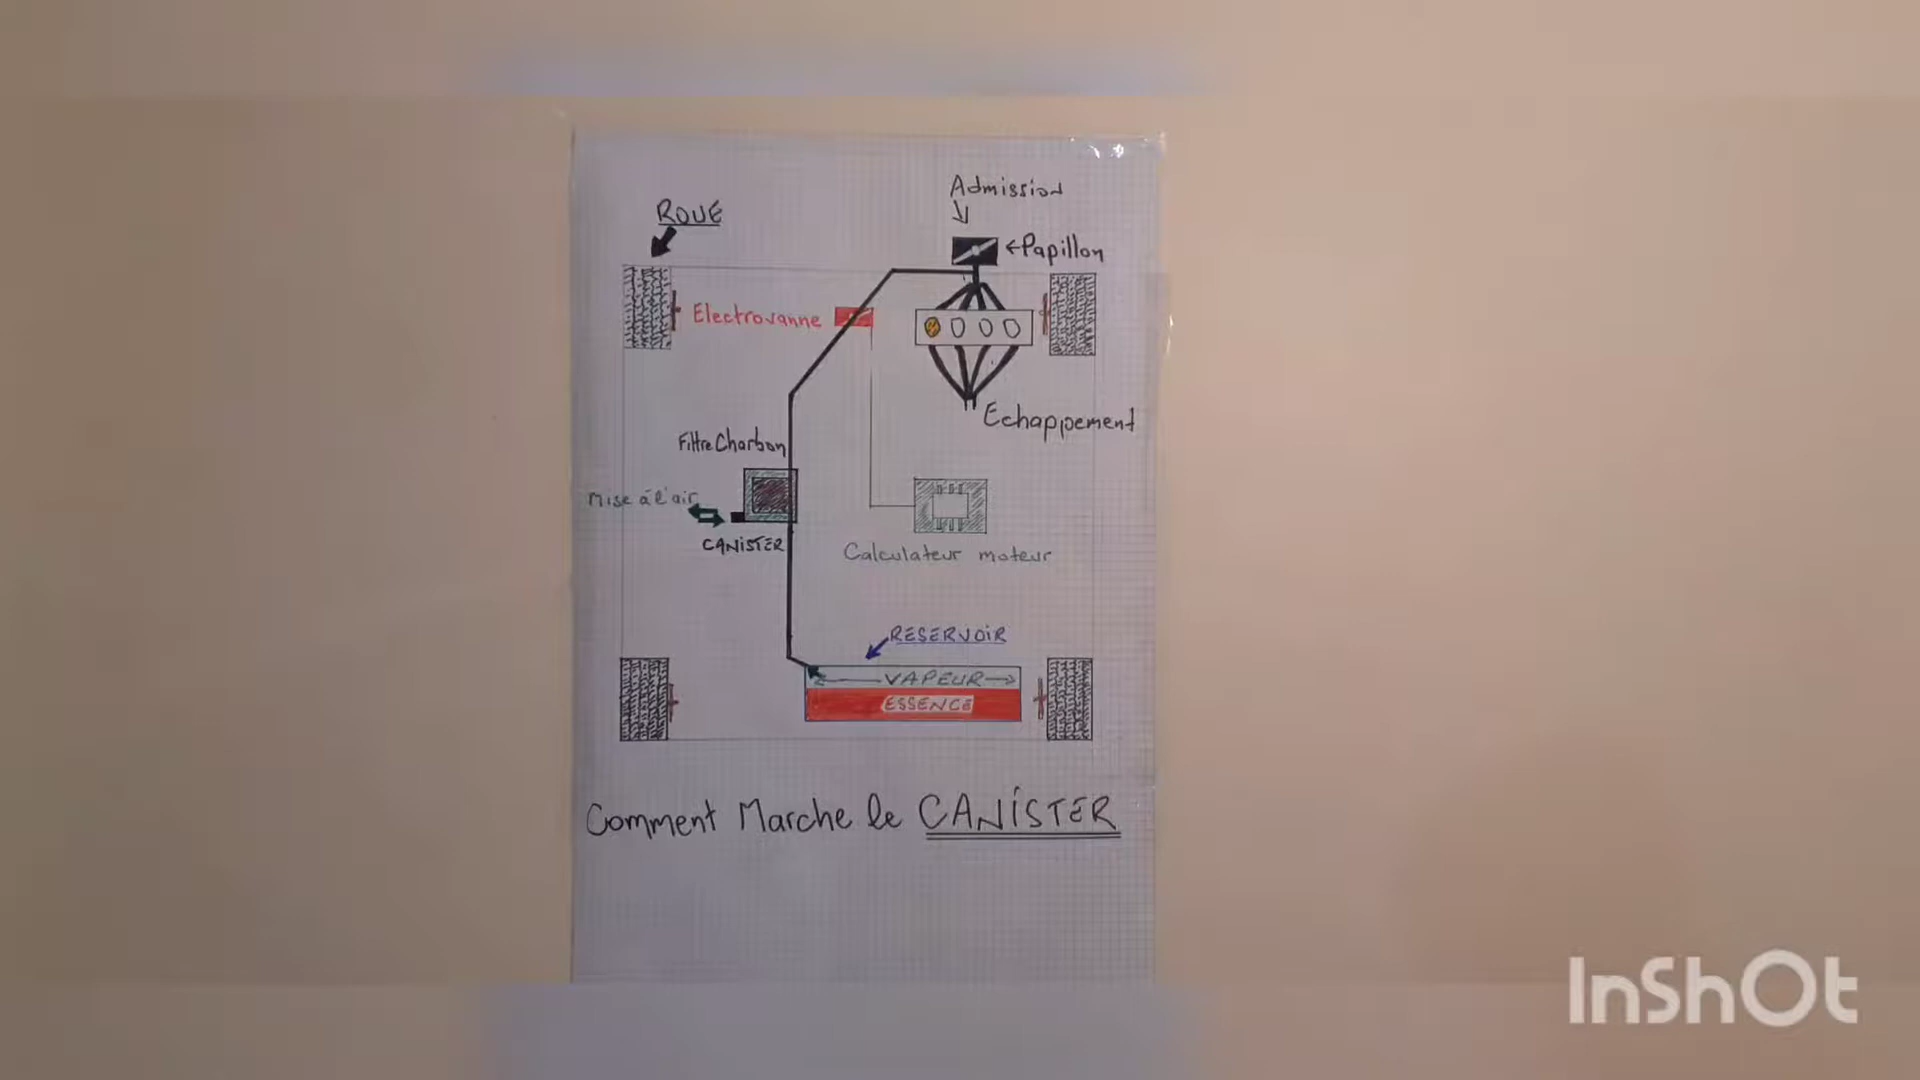 Admission
ROUE
←Papillon
Electrovanne
Echappement
Filtre Charbon
Mise à l'air
CANiSTER
Calculateur moteur
RESERVOIR
VAPEUR
ESSENCE
Comment Marche le CANiSTER
InShOt